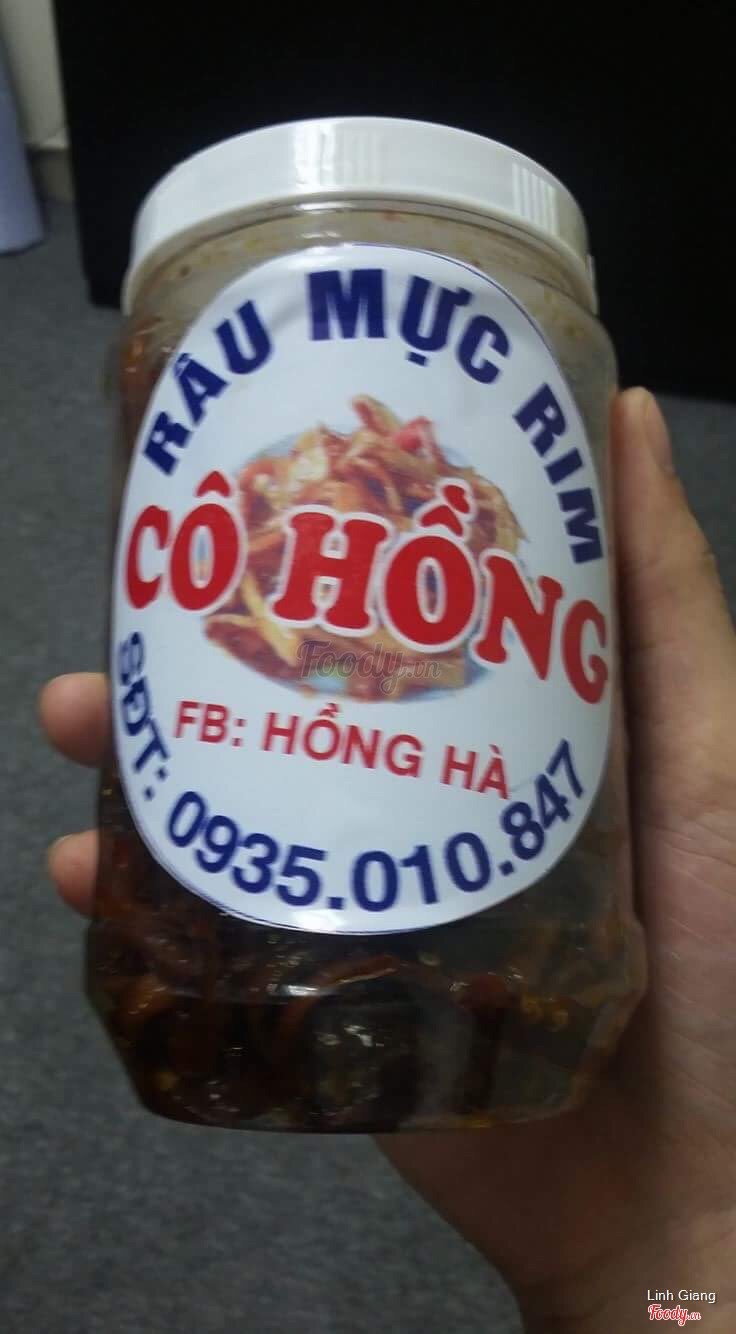 RÂU MỰC RIM
CÔ HỒNG
Foody.vn
FB: HỒNG HÀ
SĐT: 0935.010.847
Linh Giang
Foody.vn